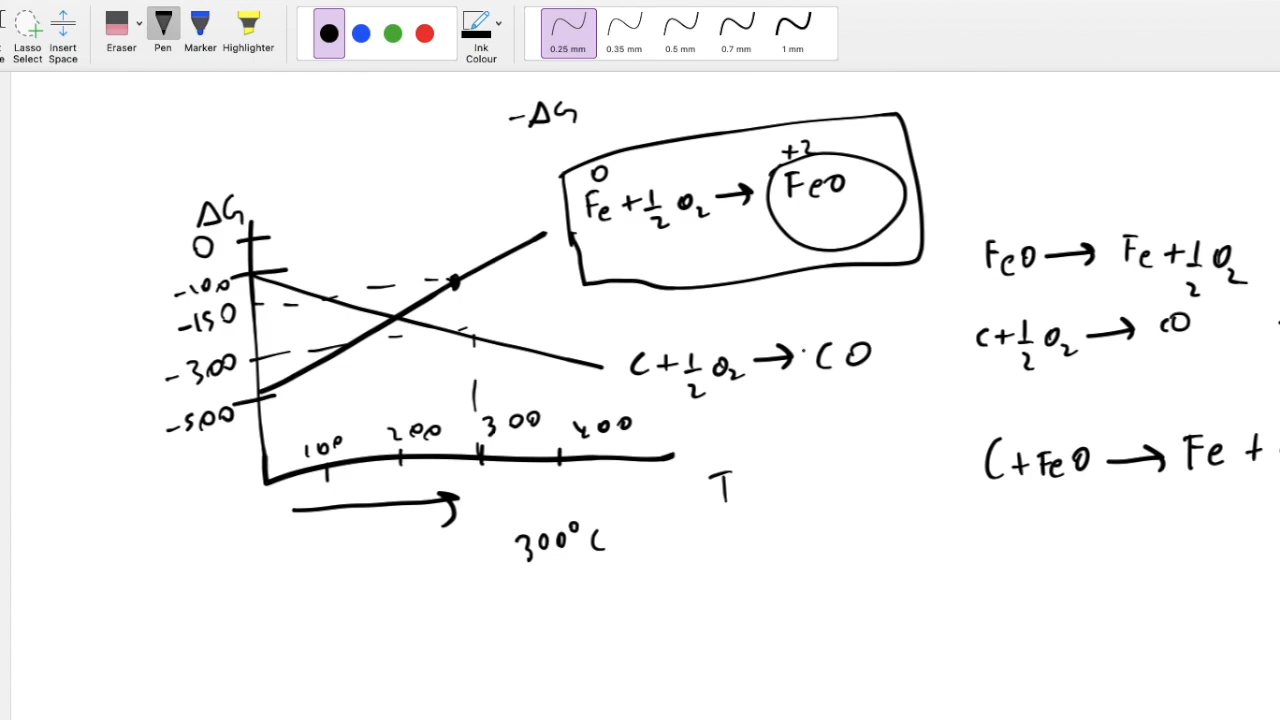 Eraser Pen Marker Highlighter
Lasso Select
Insert Space
Ink Colour
0.25 mm 0.35 mm 0.5 mm 0.7 mm 1 mm
-ΔG
0 +2
Fe + 1/2 O2 → FeO
ΔG
0
-100
-150
-300
-500
FeO → Fe + 1/2 O2
C + 1/2 O2 → CO
C + 1/2 O2 → CO
100 200 300 400
C + FeO → Fe +
T
300°C